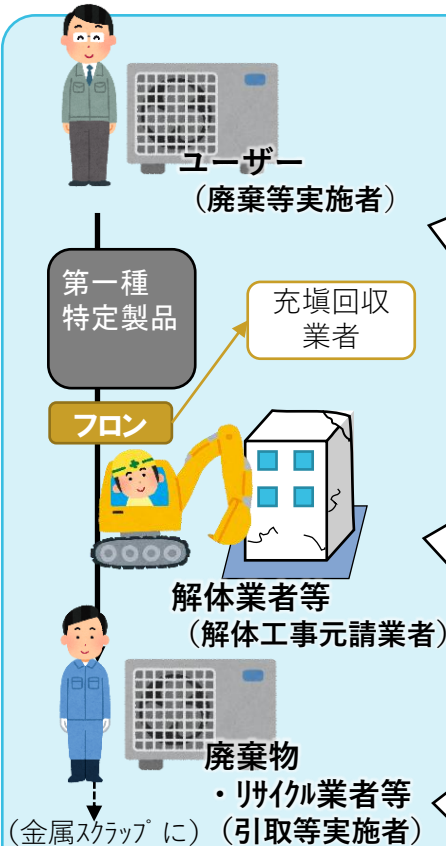 ユーザー
（廃棄等実施者）
第一種
特定製品
充塡回収
業者
フロン
解体業者等
（解体工事元請業者）
廃棄物
・ﾘｻｲｸﾙ業者等
（引取等実施者）
（金属ｽｸﾗｯﾌﾟに）